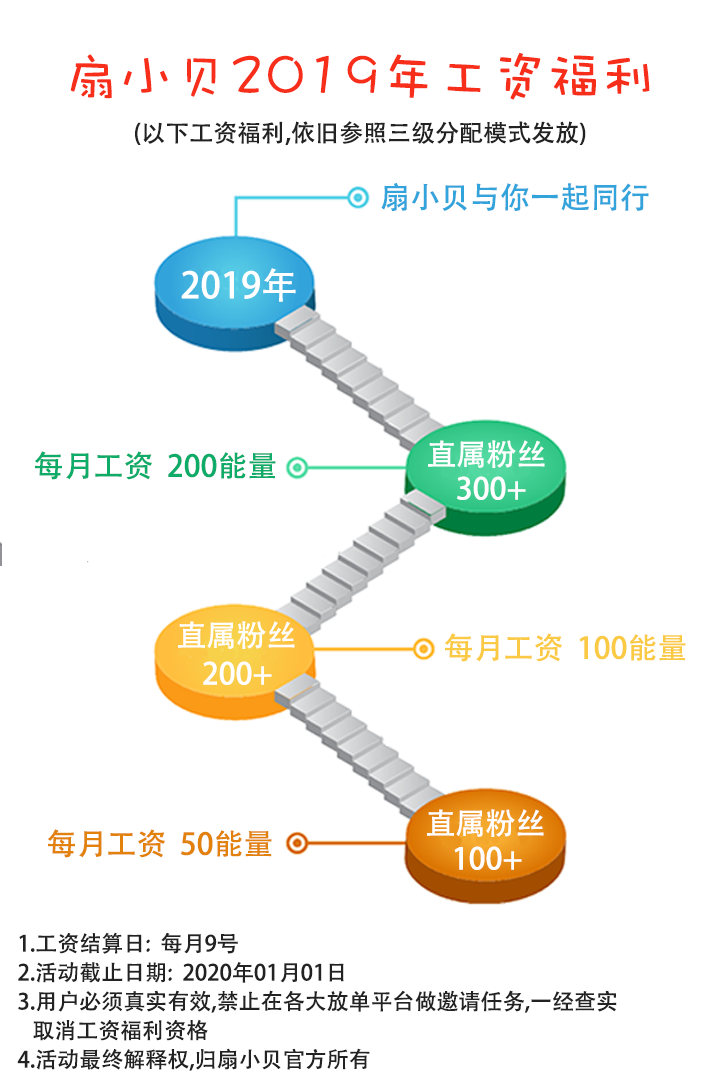 扇小贝2019年工资福利
(以下工资福利,依旧参照三级分配模式发放)
扇小贝与你一起同行
2019年
每月工资 200能量
直属粉丝
300+
直属粉丝
200+
每月工资 100能量
每月工资 50能量
直属粉丝
100+
1.工资结算日: 每月9号
2.活动截止日期: 2020年01月01日
3.用户必须真实有效,禁止在各大放单平台做邀请任务,一经查实
取消工资福利资格
4.活动最终解释权,归扇小贝官方所有